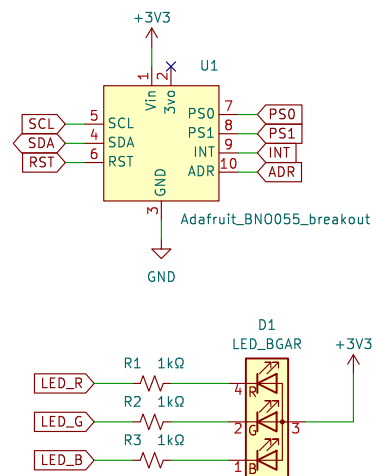 +3V3
U1
1 2
Vin 3vo
5 SCL PS0 7 PS0
SCL
4 SDA PS1 8 PS1
SDA
6 RST INT 9 INT
RST
ADR 10 ADR
GND
3
Adafruit_BNO055_breakout
GND
D1
LED_BGAR
+3V3
R1 1kΩ
LED_R 4 R
R2 1kΩ
LED_G 2 G 3
R3 1kΩ
LED_B 1 B